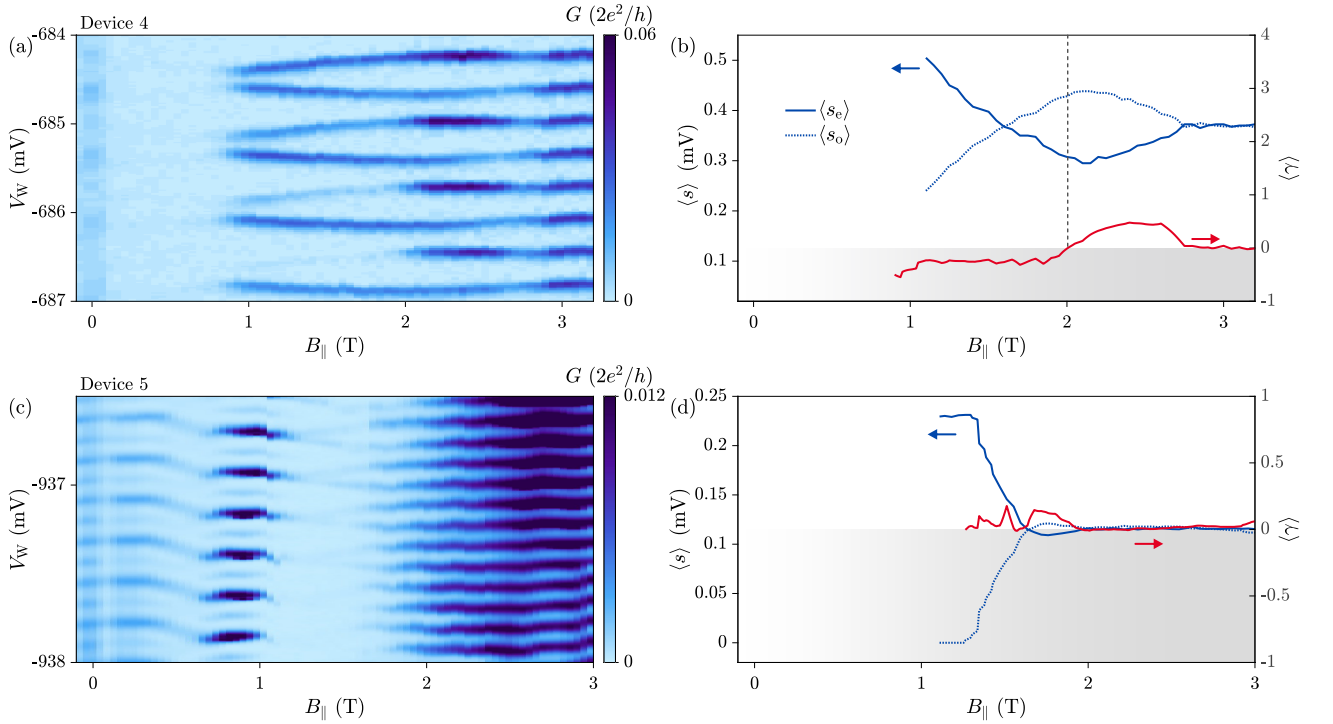 Device 4
G (2e²/h)
(a)
-684
-685
-686
-687
V_W (mV)
0.06
0
0
1
2
3
B_∥ (T)
(b)
0.5
0.4
0.3
0.2
0.1
⟨s⟩ (mV)
⟨s_e⟩
⟨s_o⟩
4
3
2
1
0
-1
⟨γ⟩
0
1
2
3
B_∥ (T)
Device 5
G (2e²/h)
(c)
-937
-938
V_W (mV)
0.012
0
0
1
2
3
B_∥ (T)
(d)
0.25
0.2
0.15
0.1
0.05
0
⟨s⟩ (mV)
1
0.5
0
-0.5
-1
⟨γ⟩
0
1
2
3
B_∥ (T)